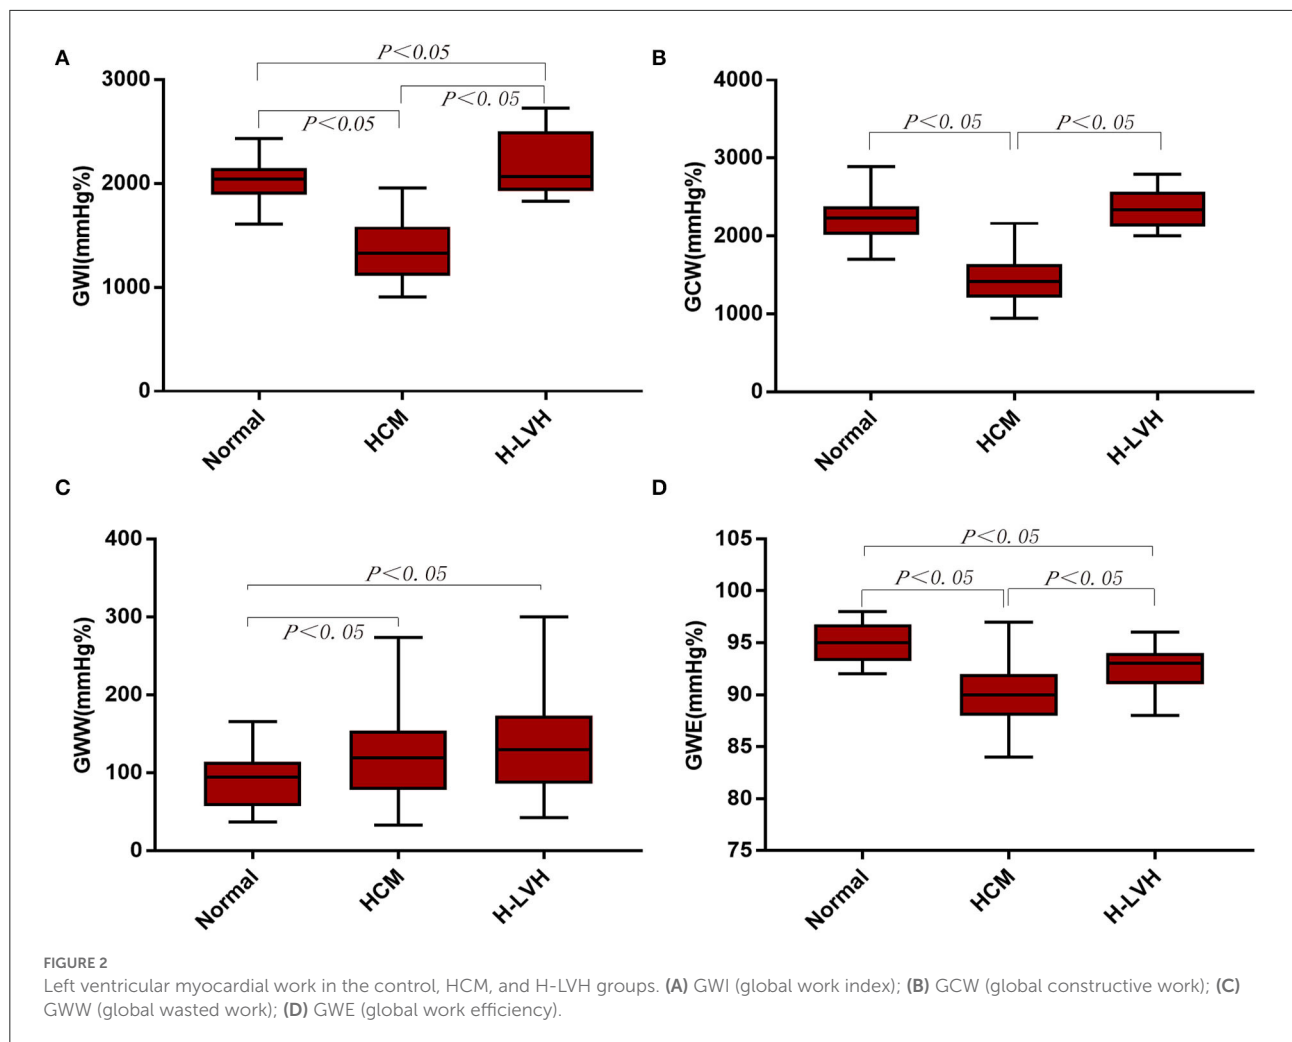 A
P<0.05
P<0.05
P<0.05
3000
2000
1000
0
GWI(mmHg%)
Normal
HCM
H-LVH
B
P<0.05
P<0.05
4000
3000
2000
1000
0
GCW(mmHg%)
Normal
HCM
H-LVH
C
P<0.05
P<0.05
400
300
200
100
0
GWW(mmHg%)
Normal
HCM
H-LVH
D
P<0.05
P<0.05
P<0.05
105
100
95
90
85
80
75
GWE(mmHg%)
Normal
HCM
H-LVH
FIGURE 2
Left ventricular myocardial work in the control, HCM, and H-LVH groups. (A) GWI (global work index); (B) GCW (global constructive work); (C)
GWW (global wasted work); (D) GWE (global work efficiency).